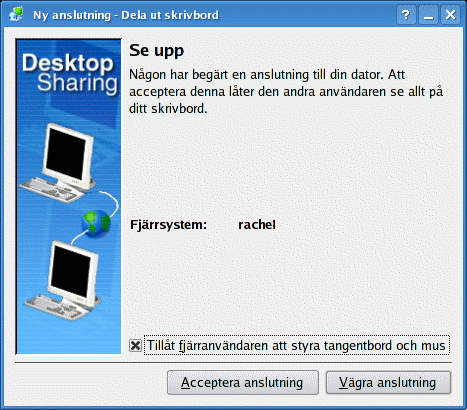 Ny anslutning - Dela ut skrivbord
Desktop
Sharing
Se upp
Någon har begärt en anslutning till din dator. Att
acceptera denna låter den andra användaren se allt på
ditt skrivbord.
Fjärrsystem: rachel
Tillåt fjärranvändaren att styra tangentbord och mus
Acceptera anslutning Vägra anslutning